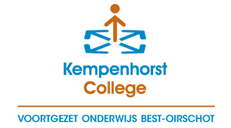 Kempenhorst
College
VOORTGEZET ONDERWIJS BEST-OIRSCHOT